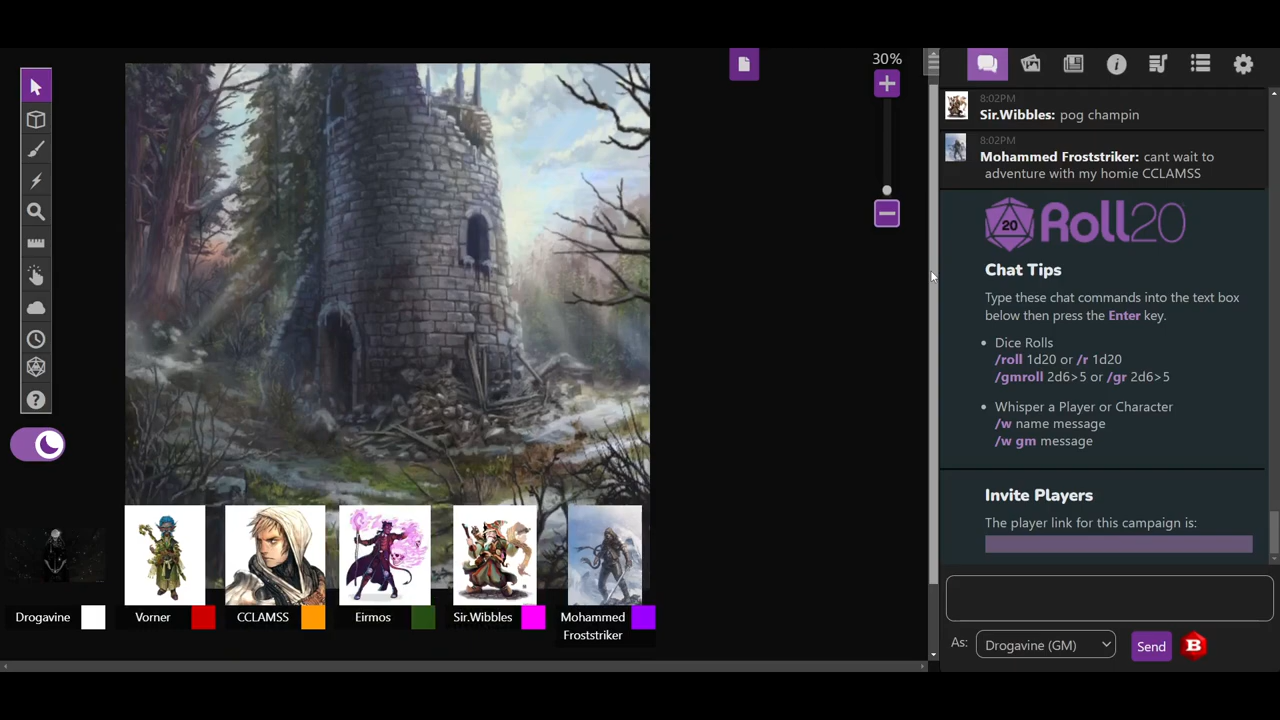 30%
8:02PM
Sir.Wibbles: pog champin
8:02PM
Mohammed Froststriker: cant wait to
adventure with my homie CCLAMSS
20 Roll20
Chat Tips
Type these chat commands into the text box
below then press the Enter key.
Dice Rolls
/roll 1d20 or /r 1d20
/gmroll 2d6>5 or /gr 2d6>5
Whisper a Player or Character
/w name message
/w gm message
Invite Players
The player link for this campaign is:
As: Drogavine (GM) Send B
Drogavine
Vorner
CCLAMSS
Eirmos
Sir.Wibbles
Mohammed
Froststriker